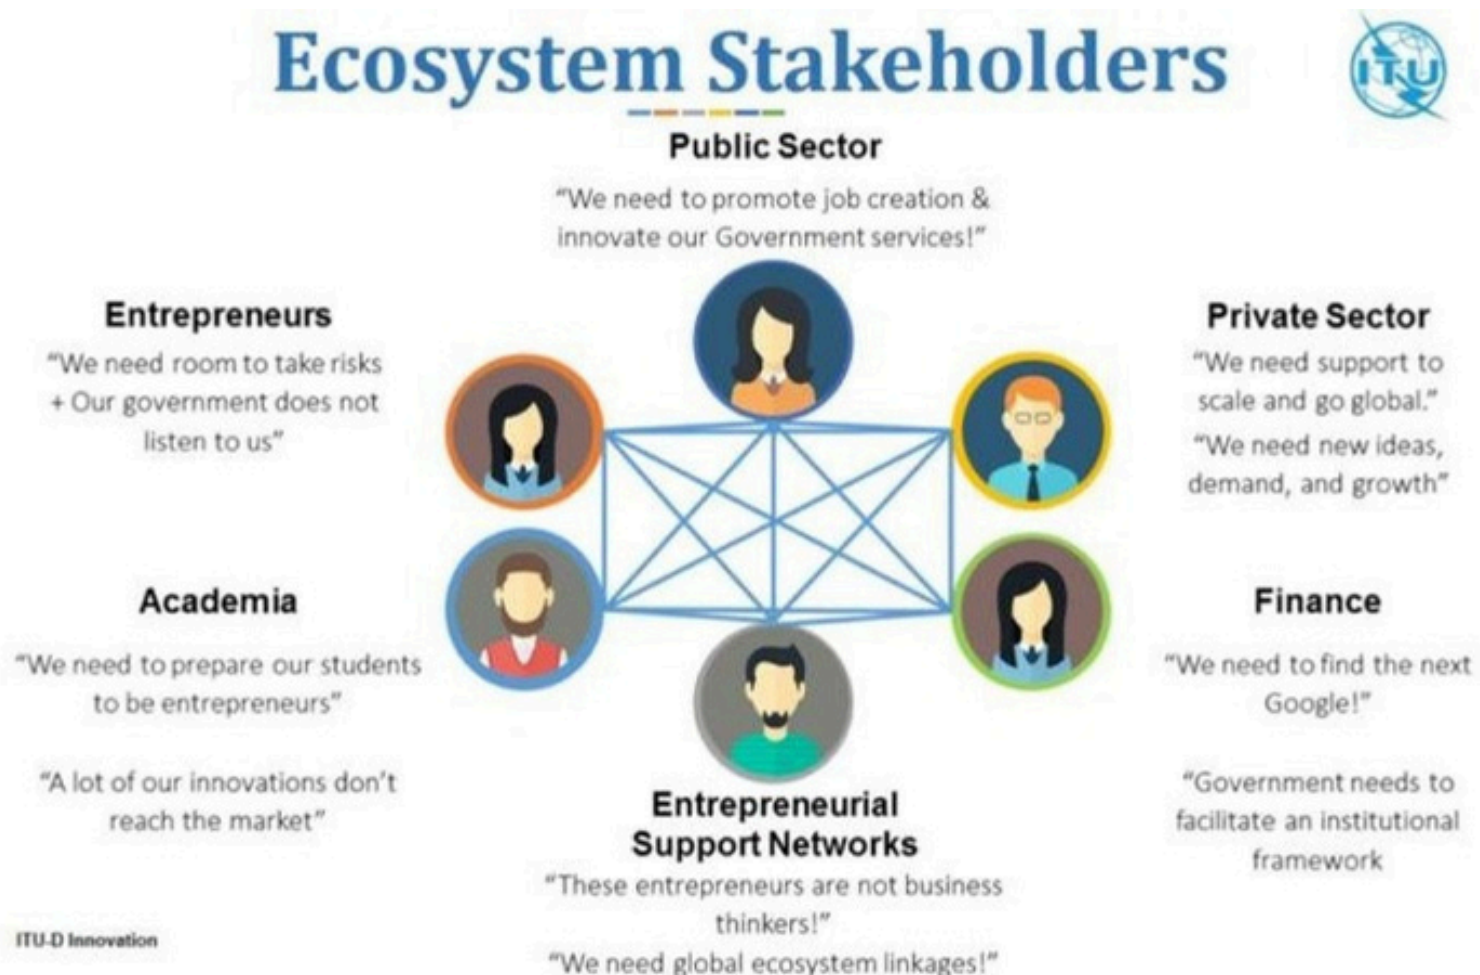 Ecosystem Stakeholders
ITU
Public Sector
“We need to promote job creation &
innovate our Government services!”
Entrepreneurs
“We need room to take risks
+ Our government does not
listen to us”
Private Sector
“We need support to
scale and go global.”
“We need new ideas,
demand, and growth”
Academia
“We need to prepare our students
to be entrepreneurs”
“A lot of our innovations don’t
reach the market”
Finance
“We need to find the next
Google!”
“Government needs to
facilitate an institutional
framework
Entrepreneurial
Support Networks
“These entrepreneurs are not business
thinkers!”
“We need global ecosystem linkages!”
ITU-D Innovation